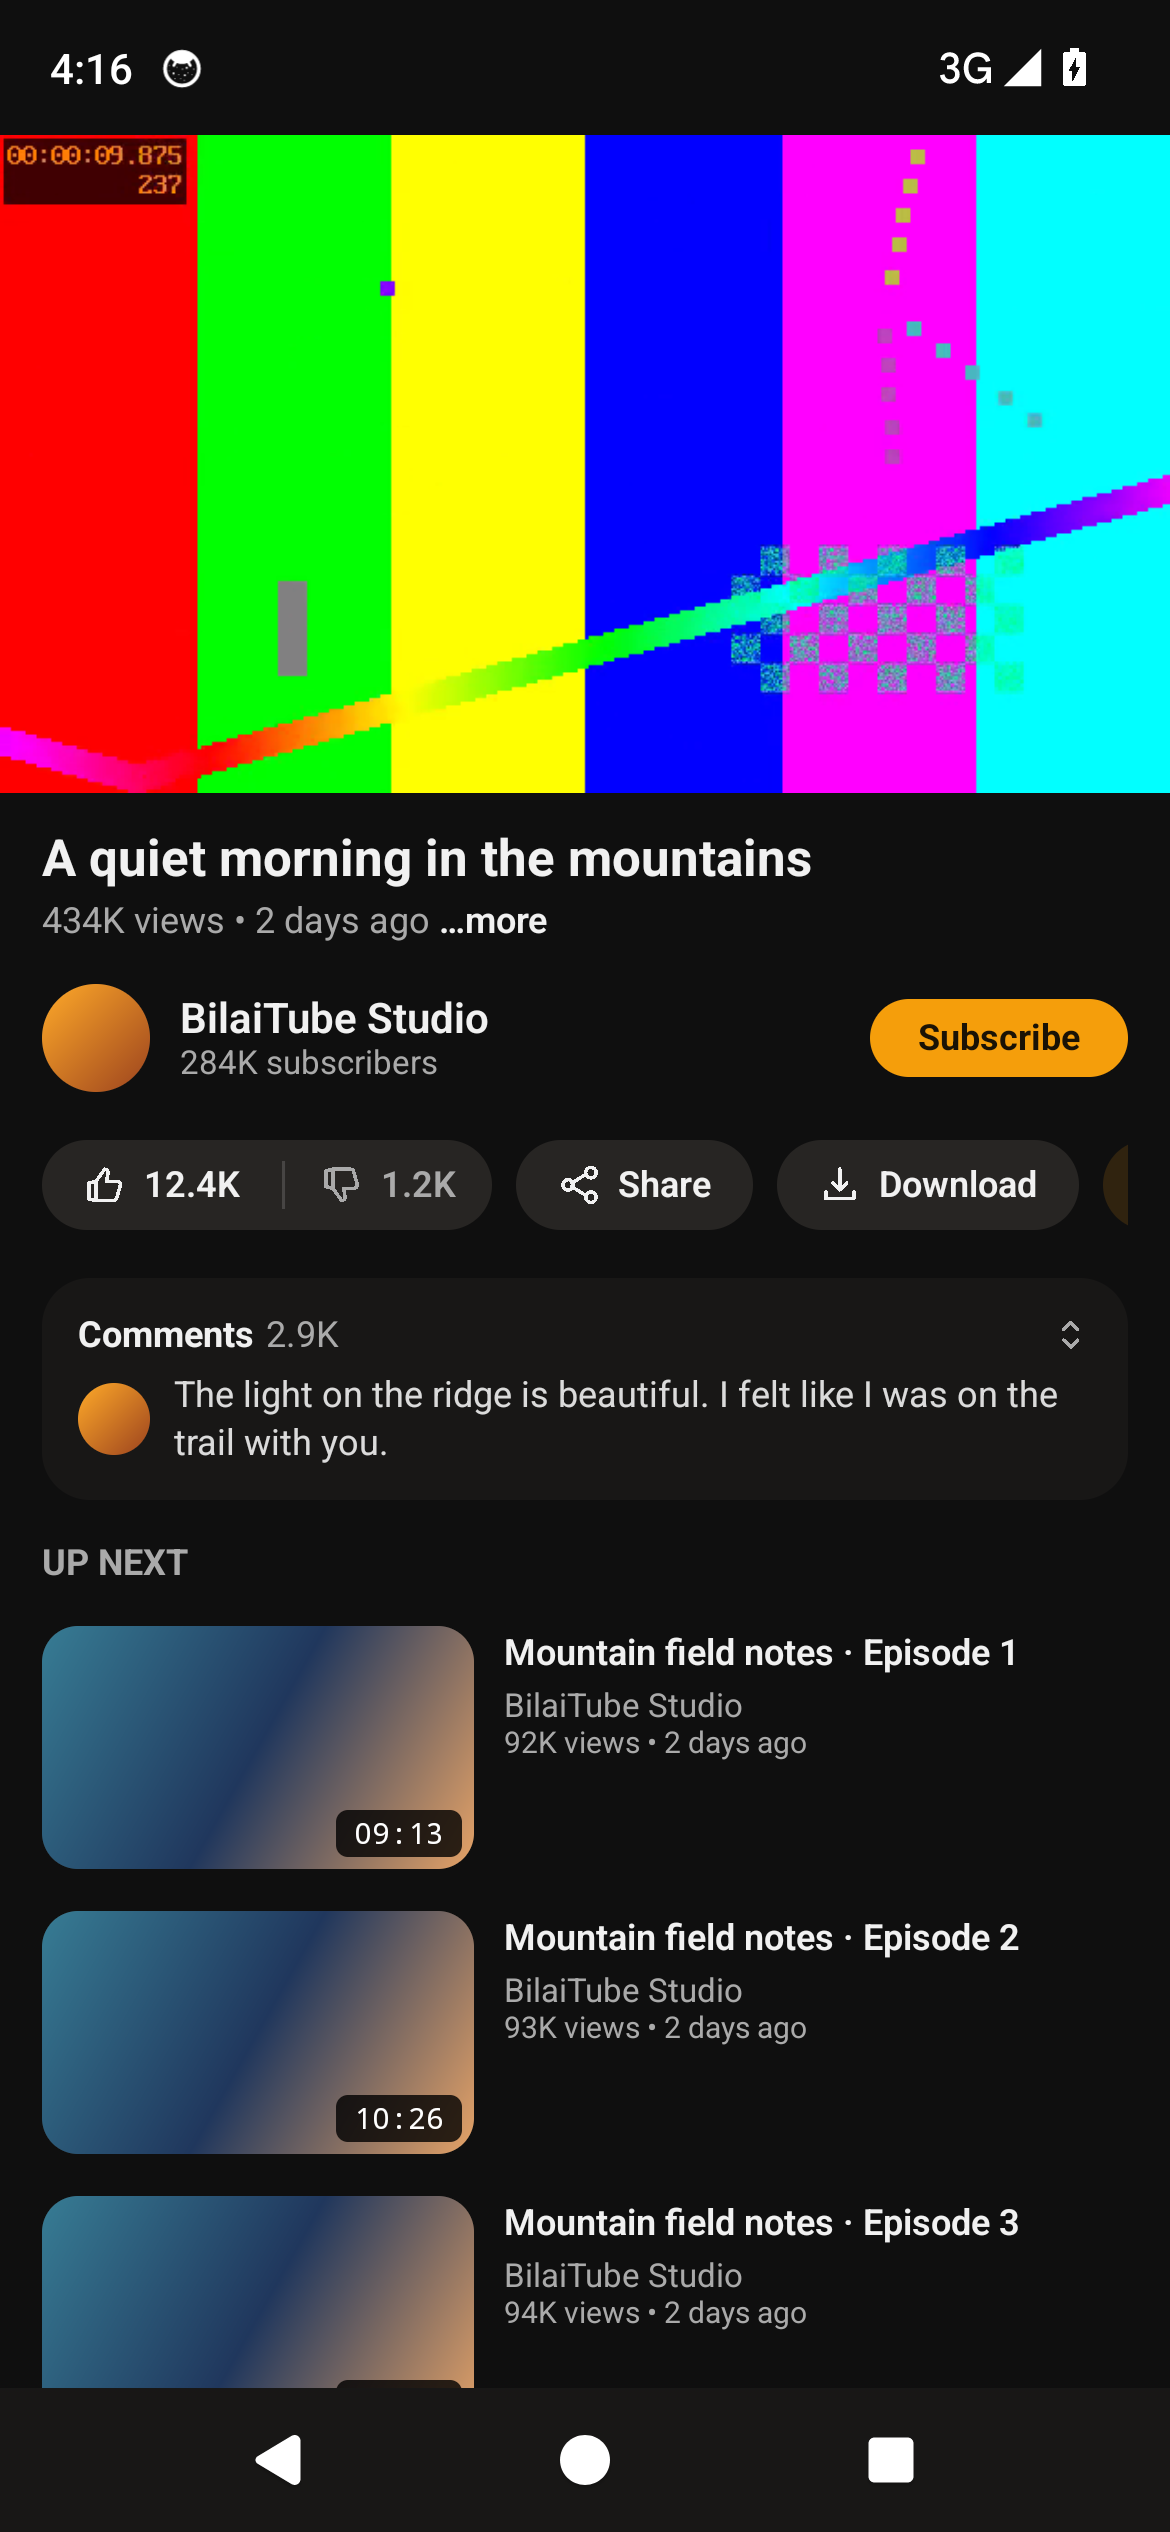 4:16
3G
00:00:09.875
237
A quiet morning in the mountains
434K views • 2 days ago ...more
BilaiTube Studio
284K subscribers
Subscribe
12.4K
1.2K
Share
Download
Comments 2.9K
The light on the ridge is beautiful. I felt like I was on the
trail with you.
UP NEXT
Mountain field notes · Episode 1
BilaiTube Studio
92K views • 2 days ago
09:13
Mountain field notes · Episode 2
BilaiTube Studio
93K views • 2 days ago
10:26
Mountain field notes · Episode 3
BilaiTube Studio
94K views • 2 days ago